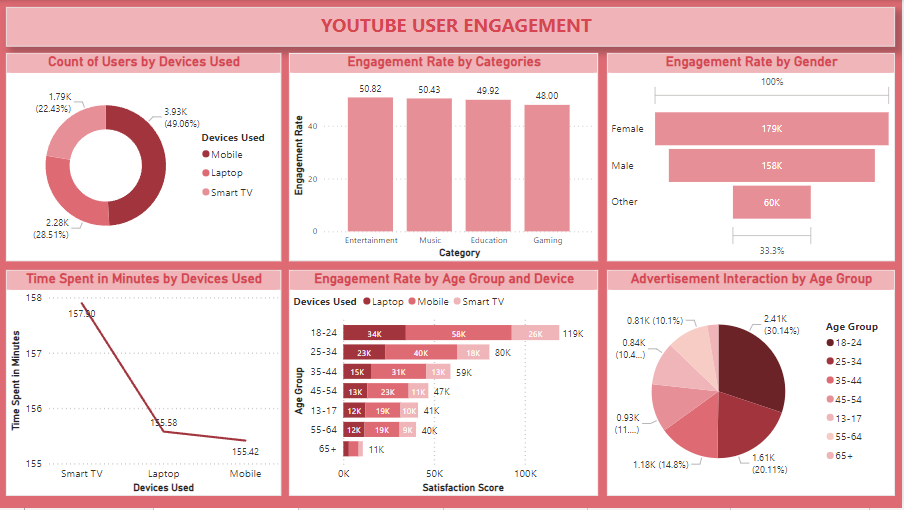 YOUTUBE USER ENGAGEMENT
Count of Users by Devices Used
1.79K
(22.43%)
3.93K
(49.06%)
2.28K
(28.51%)
Devices Used
Mobile
Laptop
Smart TV
Engagement Rate by Categories
Engagement Rate
40
20
0
50.82
50.43
49.92
48.00
Entertainment
Music
Education
Gaming
Category
Engagement Rate by Gender
100%
Female
179K
Male
158K
Other
60K
33.3%
Time Spent in Minutes by Devices Used
Time Spent in Minutes
158
157
156
155
157.90
155.58
155.42
Smart TV
Laptop
Mobile
Devices Used
Engagement Rate by Age Group and Device
Devices Used
Laptop
Mobile
Smart TV
Age Group
18-24 34K 58K 26K 119K
25-34 23K 40K 18K 80K
35-44 15K 31K 13K 59K
45-54 13K 23K 11K 47K
13-17 12K 19K 10K 41K
55-64 12K 19K 9K 40K
65+ 11K
0K 50K 100K
Satisfaction Score
Advertisement Interaction by Age Group
2.41K
(30.14%)
1.61K
(20.11%)
1.18K (14.8%)
0.93K
(11....)
0.84K
(10.4...)
0.81K (10.1%)
Age Group
18-24
25-34
35-44
45-54
13-17
55-64
65+